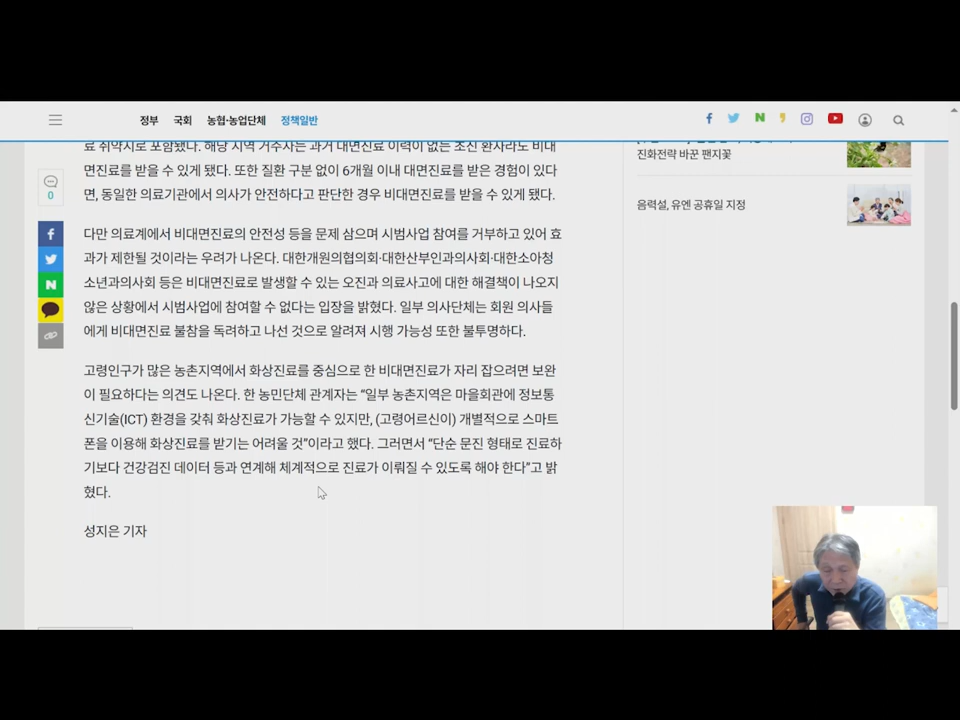 정부 국회 농협·농업단체 정책일반
료 취약지로 포함됐다. 해당 지역 거주자는 과거 대면진료 이력이 없는 초진 환자라도 비대
면진료를 받을 수 있게 됐다. 또한 질환 구분 없이 6개월 이내 대면진료를 받은 경험이 있다
면, 동일한 의료기관에서 의사가 안전하다고 판단한 경우 비대면진료를 받을 수 있게 됐다.
0
다만 의료계에서 비대면진료의 안전성 등을 문제 삼으며 시범사업 참여를 거부하고 있어 효
과가 제한될 것이라는 우려가 나온다. 대한개원의협의회·대한산부인과의사회·대한소아청
소년과의사회 등은 비대면진료로 발생할 수 있는 오진과 의료사고에 대한 해결책이 나오지
않은 상황에서 시범사업에 참여할 수 없다는 입장을 밝혔다. 일부 의사단체는 회원 의사들
에게 비대면진료 불참을 독려하고 나선 것으로 알려져 시행 가능성 또한 불투명하다.
고령인구가 많은 농촌지역에서 화상진료를 중심으로 한 비대면진료가 자리 잡으려면 보완
이 필요하다는 의견도 나온다. 한 농민단체 관계자는 “일부 농촌지역은 마을회관에 정보통
신기술(ICT) 환경을 갖춰 화상진료가 가능할 수 있지만, (고령어르신이) 개별적으로 스마트
폰을 이용해 화상진료를 받기는 어려울 것”이라고 했다. 그러면서 “단순 문진 형태로 진료하
기보다 건강검진 데이터 등과 연계해 체계적으로 진료가 이뤄질 수 있도록 해야 한다”고 밝
혔다.
성지은 기자
진화전략 바꾼 팬지꽃
음력설, 유엔 공휴일 지정